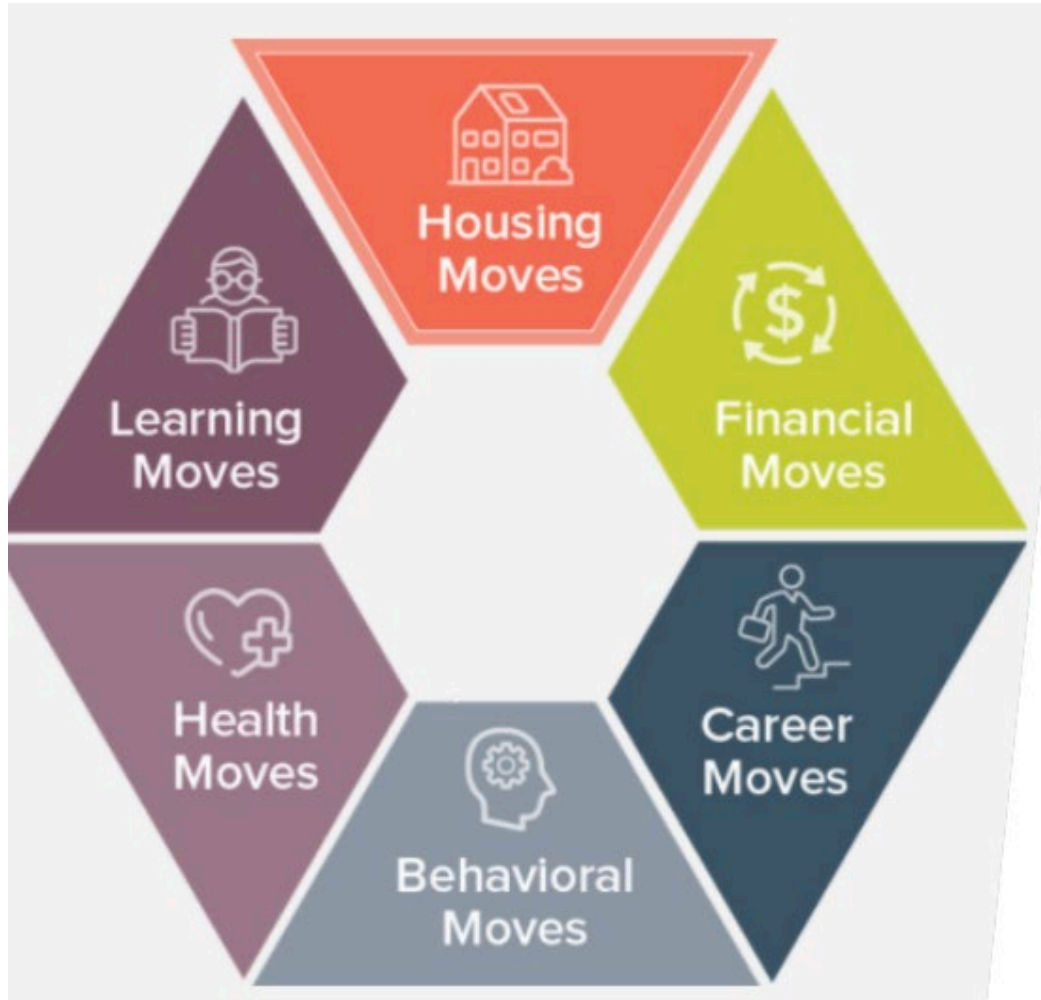 Housing
Moves
Financial
Moves
Career
Moves
Behavioral
Moves
Health
Moves
Learning
Moves
$